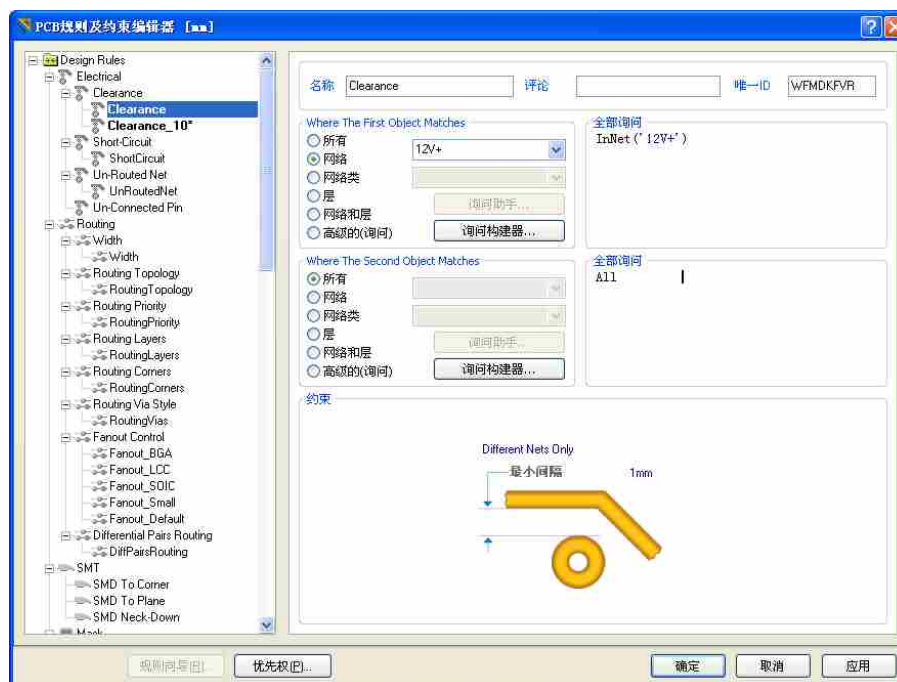 PCB规则及约束编辑器 [mm]
Design Rules
Electrical
Clearance
Clearance
Clearance_10*
Short-Circuit
ShortCircuit
Un-Routed Net
UnRoutedNet
Un-Connected Pin
Routing
Width
Width
Routing Topology
RoutingTopology
Routing Priority
RoutingPriority
Routing Layers
RoutingLayers
Routing Corners
RoutingCorners
Routing Via Style
RoutingVias
Fanout Control
Fanout_BGA
Fanout_LCC
Fanout_SOIC
Fanout_Small
Fanout_Default
Differential Pairs Routing
DiffPairsRouting
SMT
SMD To Corner
SMD To Plane
SMD Neck-Down
Mask
名称 Clearance 评论 唯一ID WFMDKFVR
Where The First Object Matches
所有
网络
网络类
层
网络和层
高级的(询问)
12V+
询问助手...
询问构建器...
全部询问
InNet('12V+')
Where The Second Object Matches
所有
网络
网络类
层
网络和层
高级的(询问)
询问助手...
询问构建器...
全部询问
All
约束
Different Nets Only
最小间隔 1mm
规则向导(R)... 优先权(P)... 确定 取消 应用